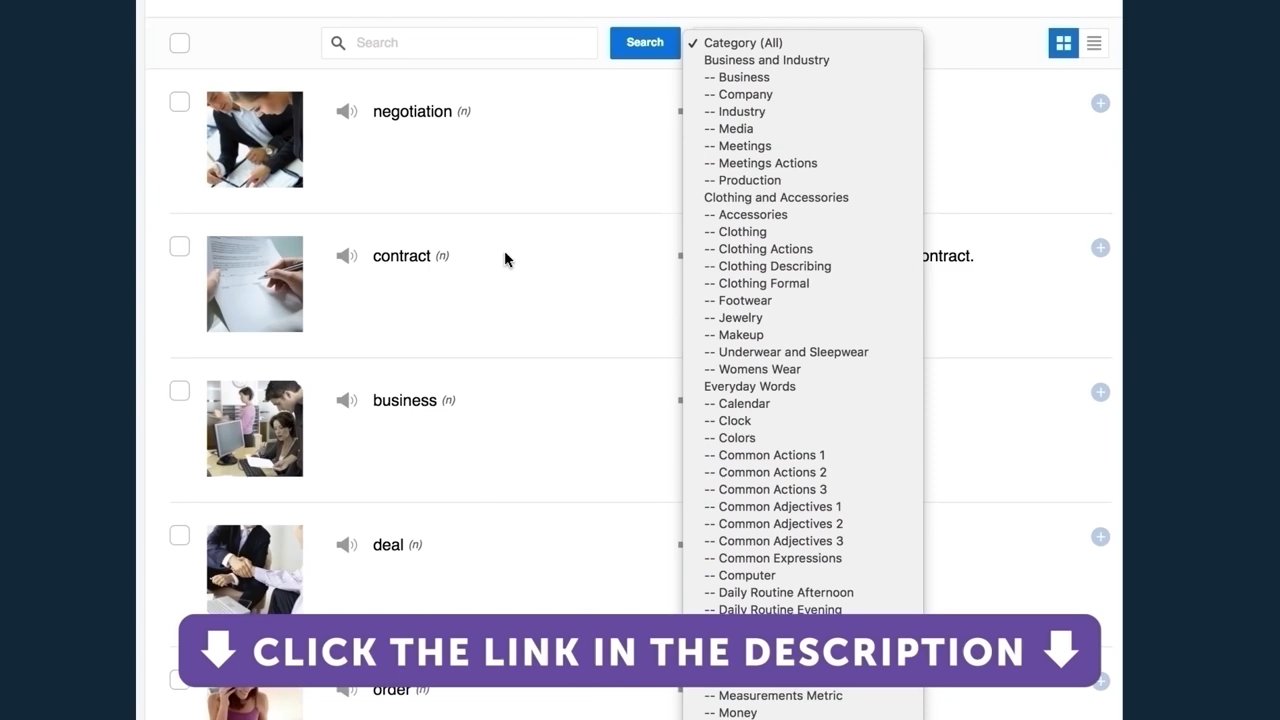 Search
Search
✓ Category (All)
Business and Industry
-- Business
-- Company
-- Industry
-- Media
-- Meetings
-- Meetings Actions
-- Production
Clothing and Accessories
-- Accessories
-- Clothing
-- Clothing Actions
-- Clothing Describing
-- Clothing Formal
-- Footwear
-- Jewelry
-- Makeup
-- Underwear and Sleepwear
-- Womens Wear
Everyday Words
-- Calendar
-- Clock
-- Colors
-- Common Actions 1
-- Common Actions 2
-- Common Actions 3
-- Common Adjectives 1
-- Common Adjectives 2
-- Common Adjectives 3
-- Common Expressions
-- Computer
-- Daily Routine Afternoon
-- Daily Routine Evening
-- Measurements Metric
-- Money
negotiation (n)
contract (n)
ontract.
business (n)
deal (n)
order (n)
CLICK THE LINK IN THE DESCRIPTION